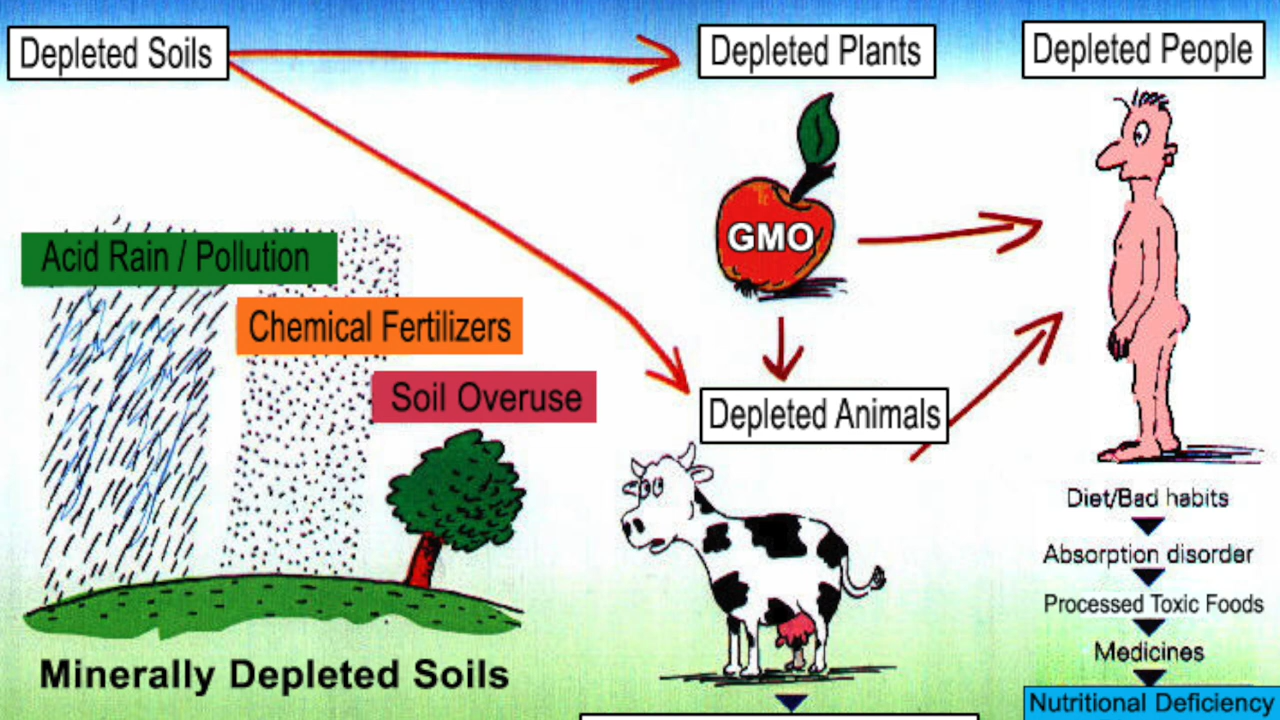 Depleted Soils
Depleted Plants
Depleted People
GMO
Acid Rain / Pollution
Chemical Fertilizers
Soil Overuse
Depleted Animals
Diet/Bad habits
Absorption disorder
Processed Toxic Foods
Medicines
Nutritional Deficiency
Minerally Depleted Soils